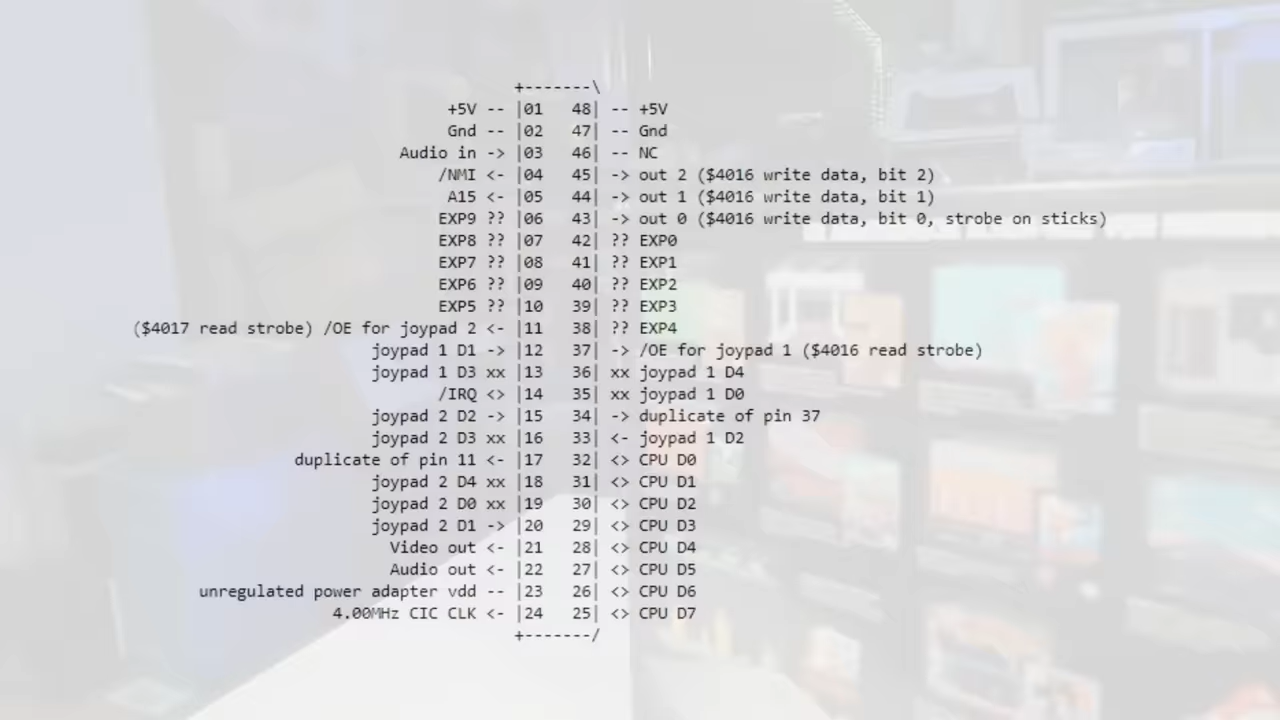 +-------\
+5V -- |01   48| -- +5V
Gnd -- |02   47| -- Gnd
Audio in -> |03   46| -- NC
/NMI <- |04   45| -> out 2 ($4016 write data, bit 2)
A15 <- |05   44| -> out 1 ($4016 write data, bit 1)
EXP9 ?? |06   43| -> out 0 ($4016 write data, bit 0, strobe on sticks)
EXP8 ?? |07   42| ?? EXP0
EXP7 ?? |08   41| ?? EXP1
EXP6 ?? |09   40| ?? EXP2
EXP5 ?? |10   39| ?? EXP3
($4017 read strobe) /OE for joypad 2 <- |11   38| ?? EXP4
joypad 1 D1 -> |12   37| -> /OE for joypad 1 ($4016 read strobe)
joypad 1 D3 xx |13   36| xx joypad 1 D4
/IRQ <> |14   35| xx joypad 1 D0
joypad 2 D2 -> |15   34| -> duplicate of pin 37
joypad 2 D3 xx |16   33| <- joypad 1 D2
duplicate of pin 11 <- |17   32| <> CPU D0
joypad 2 D4 xx |18   31| <> CPU D1
joypad 2 D0 xx |19   30| <> CPU D2
joypad 2 D1 -> |20   29| <> CPU D3
Video out <- |21   28| <> CPU D4
Audio out <- |22   27| <> CPU D5
unregulated power adapter vdd -- |23   26| <> CPU D6
4.00MHz CIC CLK <- |24   25| <> CPU D7
+-------/